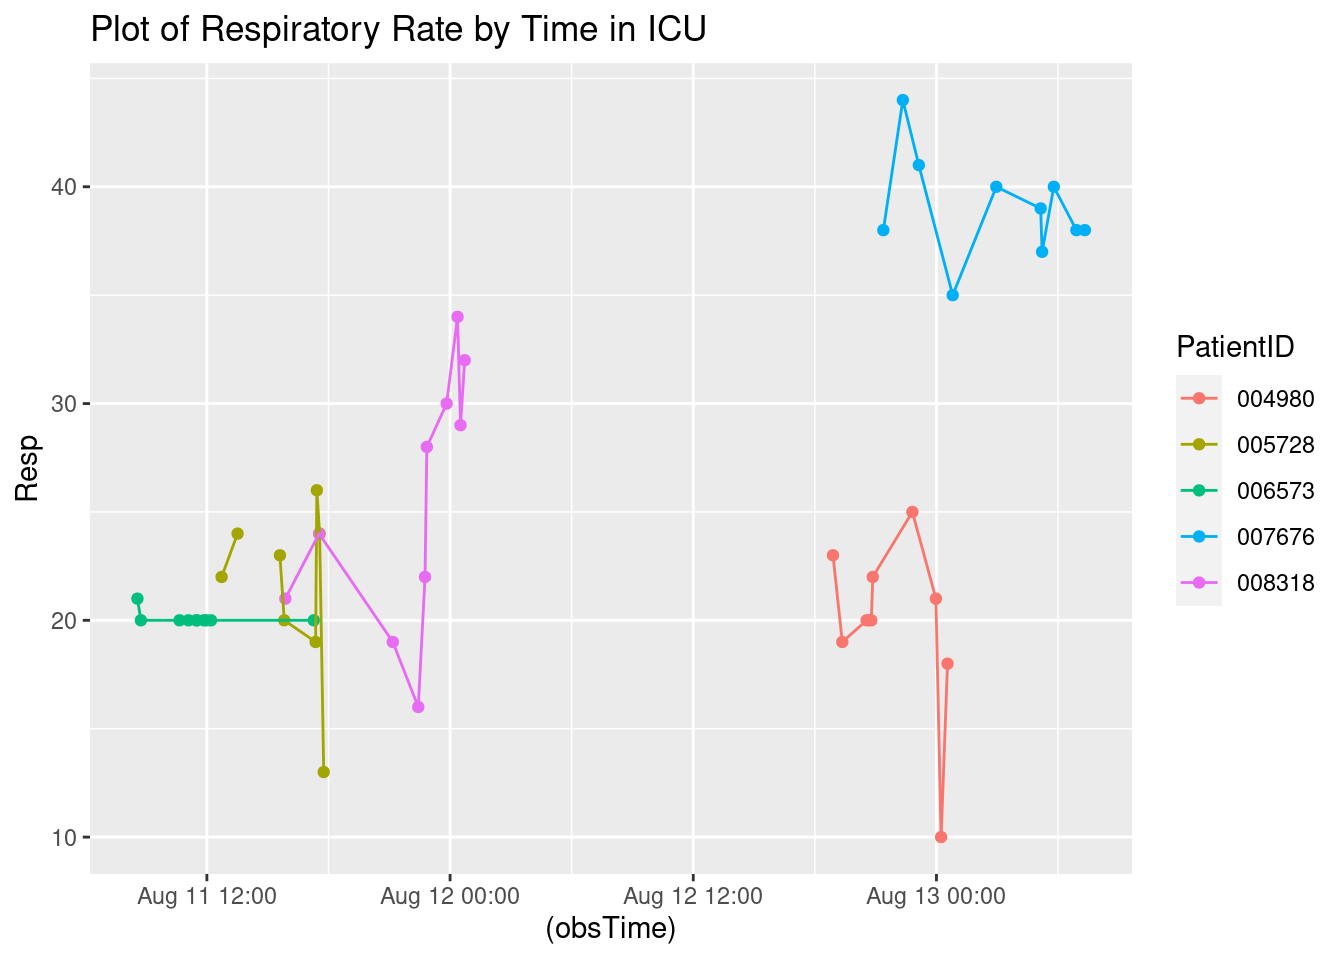 Plot of Respiratory Rate by Time in ICU
Resp
40
30
20
10
Aug 11 12:00
Aug 12 00:00
Aug 12 12:00
Aug 13 00:00
(obsTime)
PatientID
004980
005728
006573
007676
008318